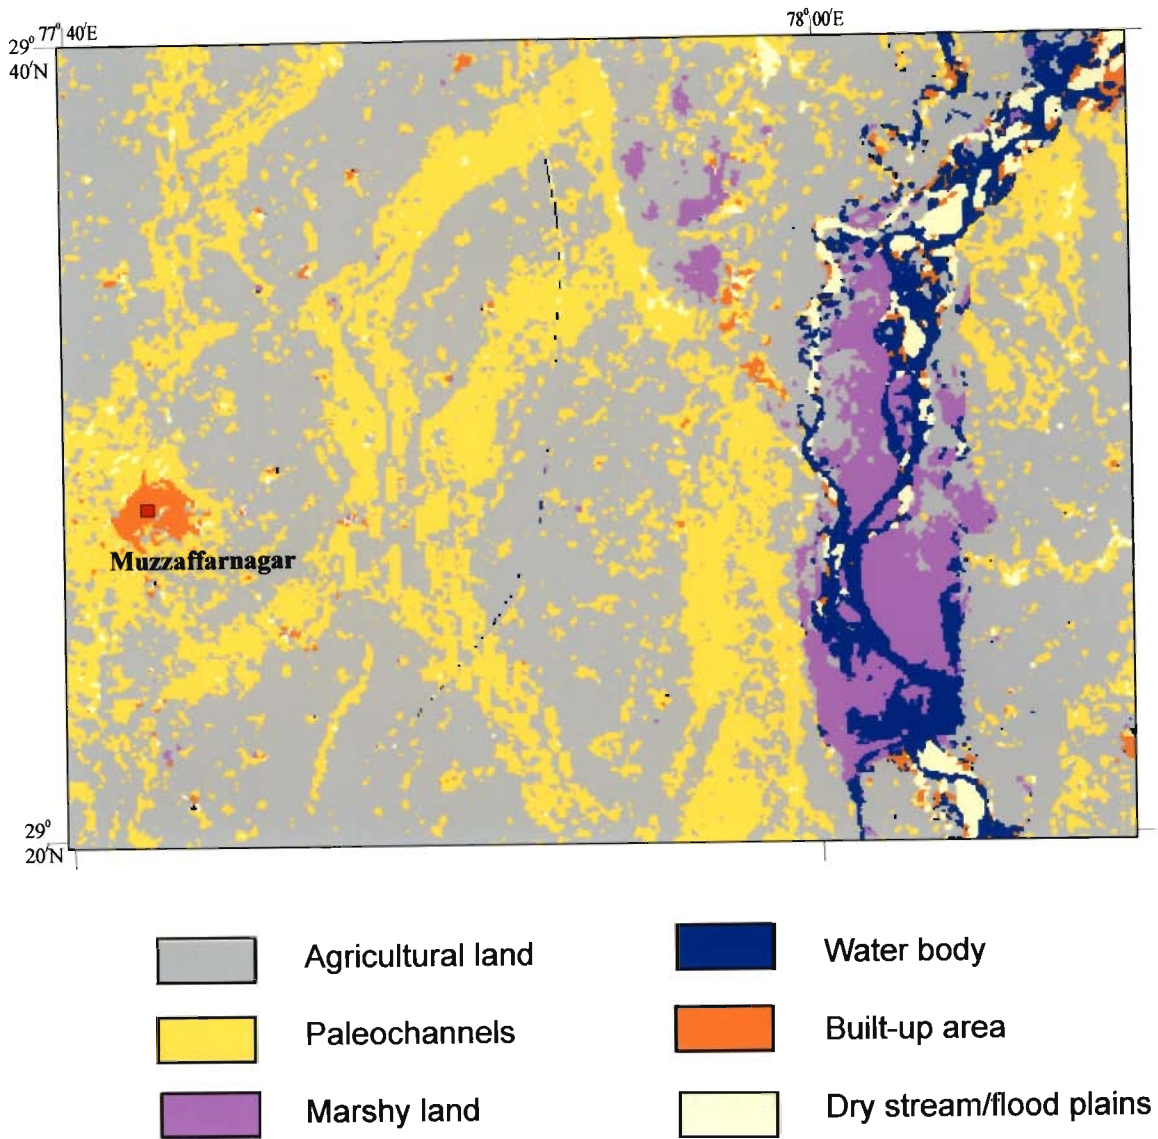 77° 40′E
78° 00′E
29°
40′N
Muzzaffarnagar
29°
20′N
Agricultural land
Water body
Paleochannels
Built-up area
Marshy land
Dry stream/flood plains